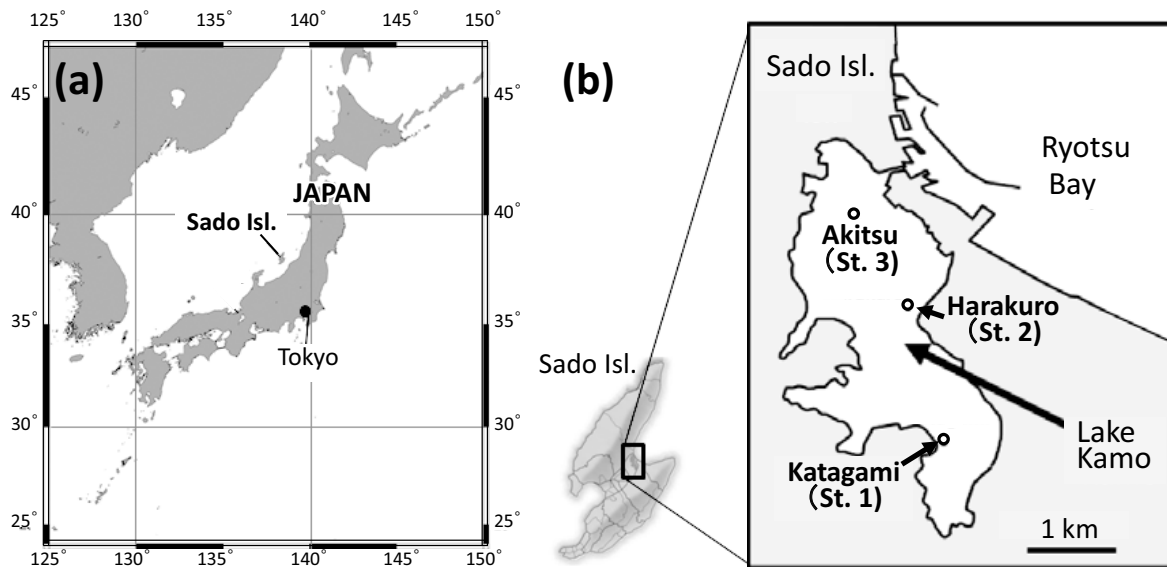 125° 130° 135° 140° 145° 150°
(a)
45° 45°
JAPAN
40° 40°
Sado Isl.
35° 35°
Tokyo
30° 30°
25° 25°
125° 130° 135° 140° 145° 150°
(b)
Sado Isl.
Sado Isl.
Ryotsu
Bay
Akitsu
(St. 3)
Harakuro
(St. 2)
Lake
Kamo
Katagami
(St. 1)
1 km